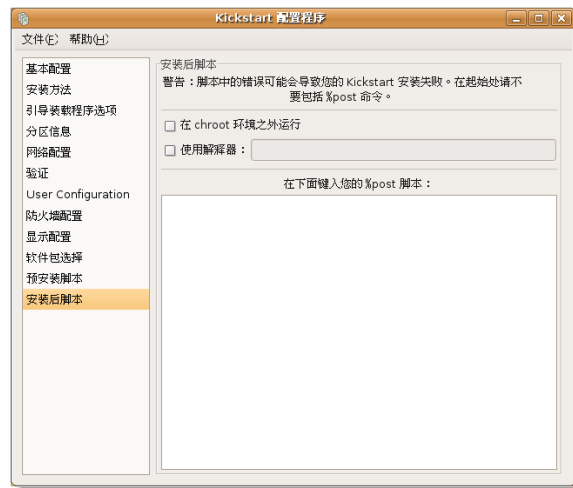 Kickstart 配置程序
文件(F) 帮助(H)
基本配置
安装方法
引导装载程序选项
分区信息
网络配置
验证
User Configuration
防火墙配置
显示配置
软件包选择
预安装脚本
安装后脚本
安装后脚本
警告：脚本中的错误可能会导致您的 Kickstart 安装失败。在起始处请不
要包括 %post 命令。
在 chroot 环境之外运行
使用解释器：
在下面键入您的 %post 脚本：